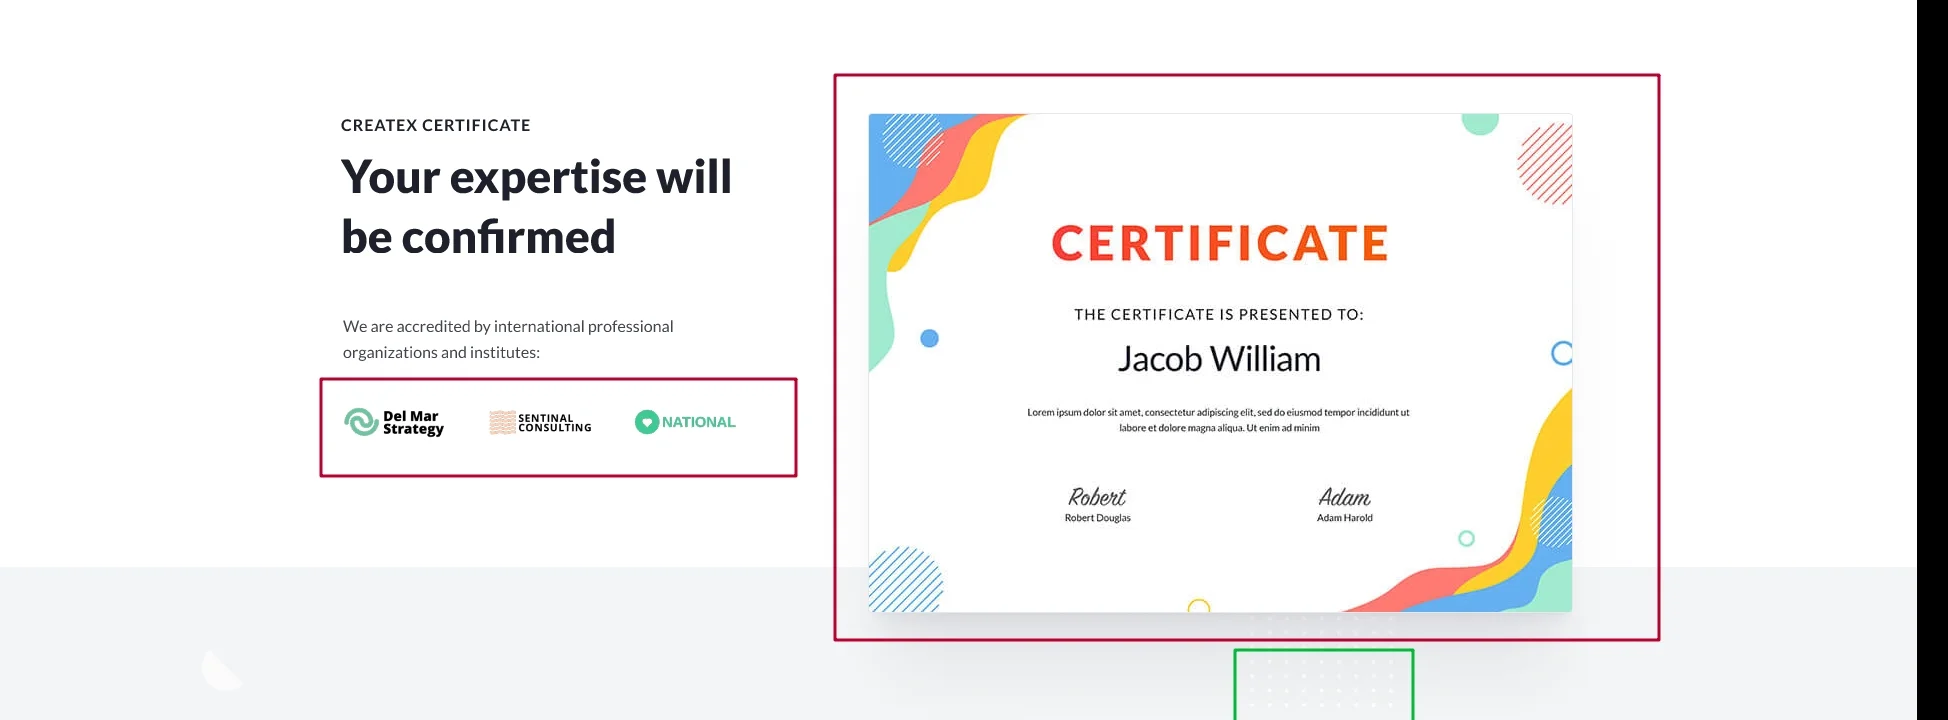 CREATEX CERTIFICATE
Your expertise will
be confirmed
We are accredited by international professional
organizations and institutes:
Del Mar
Strategy
SENTINAL
CONSULTING
NATIONAL
CERTIFICATE
THE CERTIFICATE IS PRESENTED TO:
Jacob William
Lorem ipsum dolor sit amet, consectetur adipiscing elit, sed do eiusmod tempor incididunt ut
labore et dolore magna aliqua. Ut enim ad minim
Robert
Robert Douglas
Adam
Adam Harold